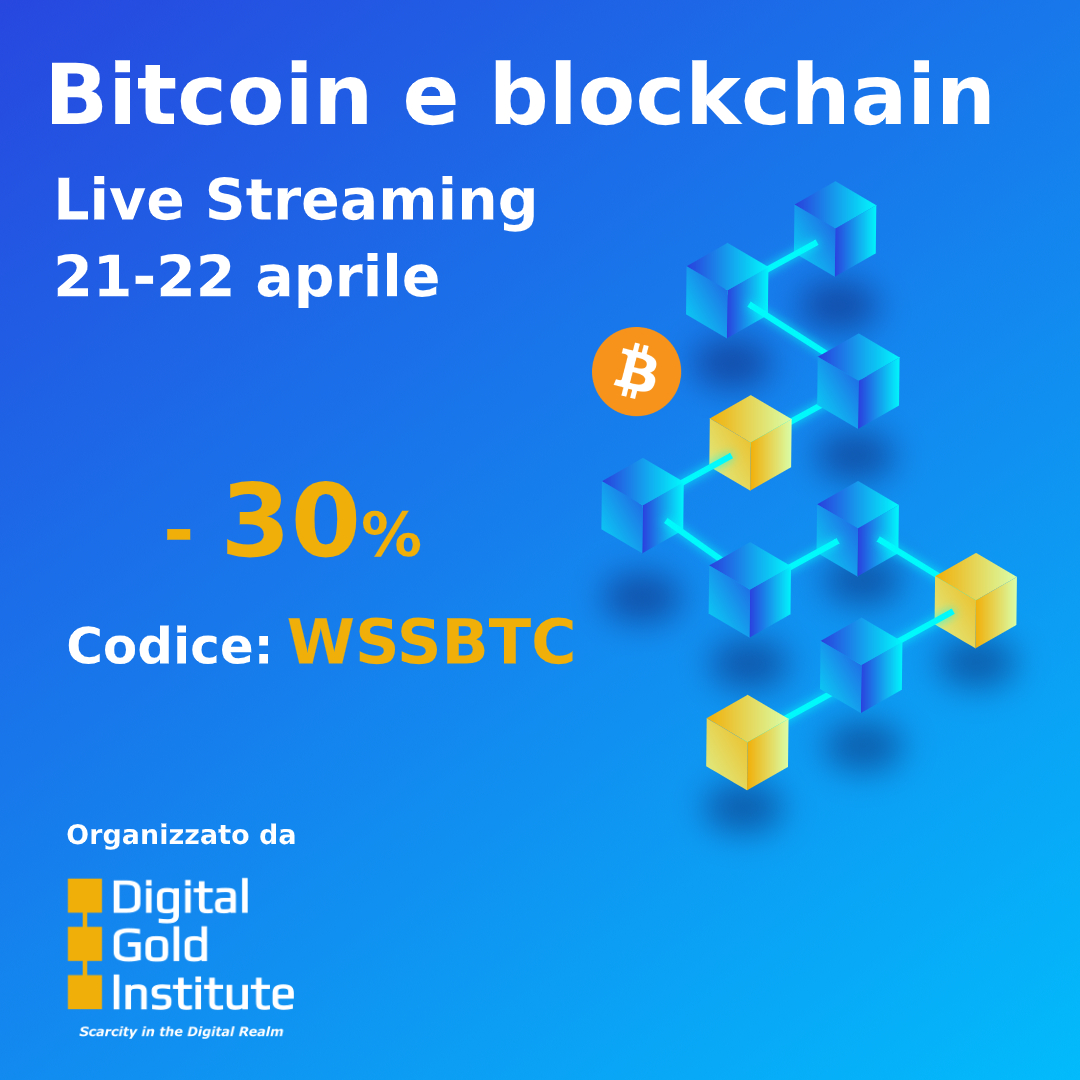 Bitcoin e blockchain
Live Streaming
21-22 aprile
- 30%
Codice: WSSBTC
Organizzato da
Digital
Gold
Institute
Scarcity in the Digital Realm